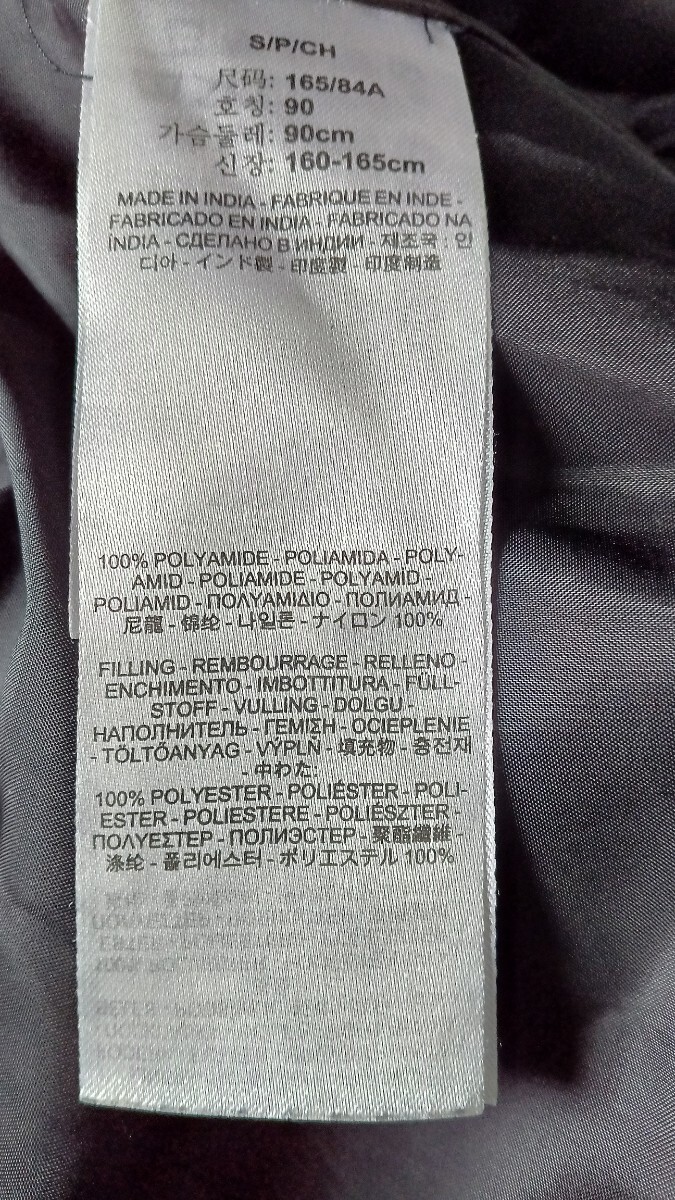 S/P/CH
尺码: 165/84A
호칭: 90
가슴둘레: 90cm
신장: 160-165cm
MADE IN INDIA - FABRIQUE EN INDE -
FABRICADO EN INDIA - FABRICADO NA
ÍNDIA - СДЕЛАНО В ИНДИИ - 제조국 : 인
디아 - インド製 - 印度製 - 印度制造
100% POLYAMIDE - POLIAMIDA - POLY-
AMID - POLIAMIDE - POLYAMİD -
POLIAMID - ΠΟΛΥΑΜΙΔΙΟ - ПОЛИАМИД -
尼龍 - 锦纶 - 나일론 - ナイロン 100%
FILLING - REMBOURRAGE - RELLENO -
ENCHIMENTO - IMBOTTITURA - FÜLL-
STOFF - VULLING - DOLGU -
НАПОЛНИТЕЛЬ - ΓΕΜΙΣΗ - OCIEPLENIE
- TÖLTŐANYAG - VÝPLŇ - 填充物 - 충전재
- 中わた:
100% POLYESTER - POLIÉSTER - POLI-
ESTER - POLIESTERE - POLIESZTER -
ΠΟΛΥΕΣΤΕΡ - ПОЛИЭСТЕР - 聚酯纖維 -
涤纶 - 폴리에스터 - ポリエステル 100%